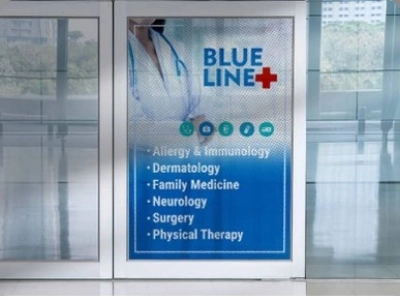 BLUE
LINE
• Allergy & Immunology
• Dermatology
• Family Medicine
• Neurology
• Surgery
• Physical Therapy